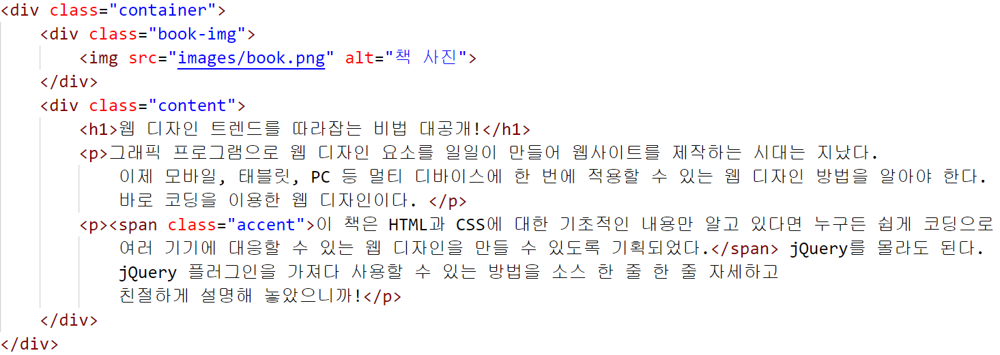 <div class="container">
<div class="book-img">
<img src="images/book.png" alt="책 사진">
</div>
<div class="content">
<h1>웹 디자인 트렌드를 따라잡는 비법 대공개!</h1>
<p>그래픽 프로그램으로 웹 디자인 요소를 일일이 만들어 웹사이트를 제작하는 시대는 지났다.
이제 모바일, 태블릿, PC 등 멀티 디바이스에 한 번에 적용할 수 있는 웹 디자인 방법을 알아야 한다.
바로 코딩을 이용한 웹 디자인이다. </p>
<p><span class="accent">이 책은 HTML과 CSS에 대한 기초적인 내용만 알고 있다면 누구든 쉽게 코딩으로
여러 기기에 대응할 수 있는 웹 디자인을 만들 수 있도록 기획되었다.</span> jQuery를 몰라도 된다.
jQuery 플러그인을 가져다 사용할 수 있는 방법을 소스 한 줄 한 줄 자세하고
친절하게 설명해 놓았으니까!</p>
</div>
</div>